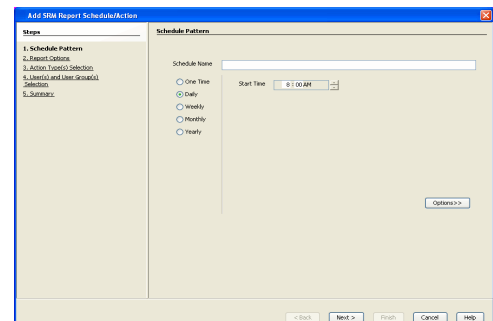 Add SRM Report Schedule/Action
Steps
1. Schedule Pattern
2. Report Options
3. Action Type(s) Selection
4. User(s) and User Group(s)
Selection
5. Summary
Schedule Pattern
Schedule Name
One Time
Start Time
8 : 00 AM
Daily
Weekly
Monthly
Yearly
Options>>
< Back
Next >
Finish
Cancel
Help